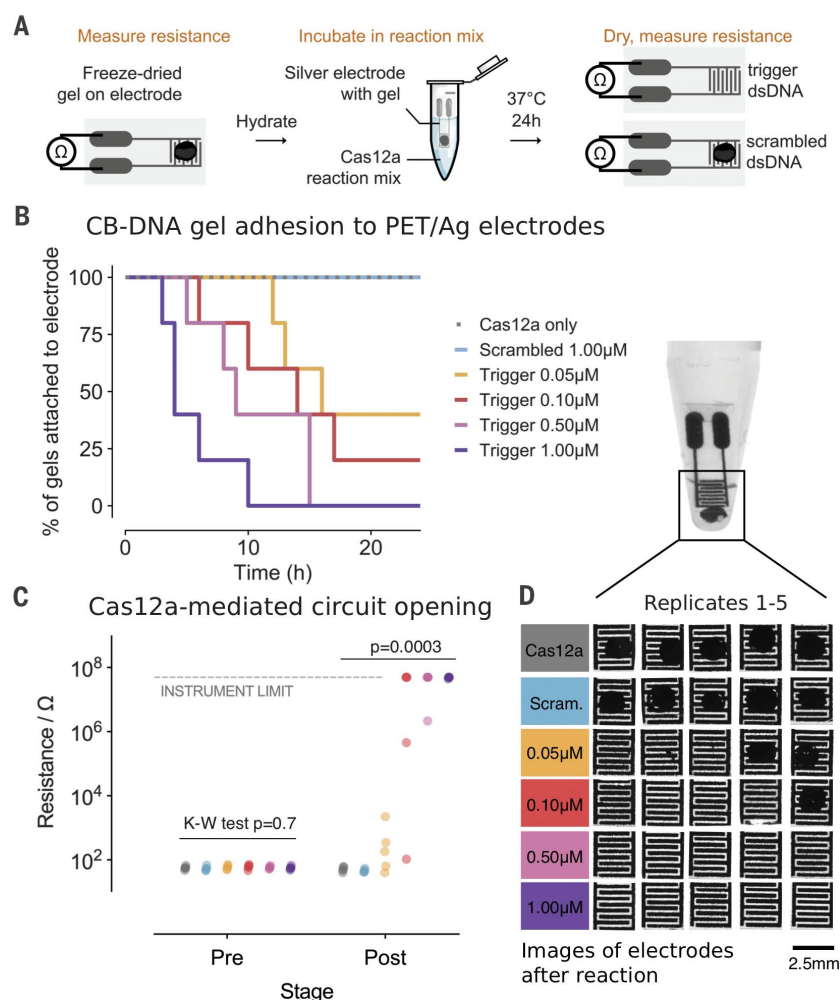 A
Measure resistance
Incubate in reaction mix
Dry, measure resistance
Freeze-dried
gel on electrode
Ω
Hydrate
Silver electrode
with gel
Cas12a
reaction mix
37°C
24h
Ω
trigger
dsDNA
Ω
scrambled
dsDNA
B
CB-DNA gel adhesion to PET/Ag electrodes
% of gels attached to electrode
100
75
50
25
0
0
10
20
Time (h)
Cas12a only
Scrambled 1.00µM
Trigger 0.05µM
Trigger 0.10µM
Trigger 0.50µM
Trigger 1.00µM
C
Cas12a-mediated circuit opening
Resistance / Ω
10⁸
10⁶
10⁴
10²
INSTRUMENT LIMIT
p=0.0003
K-W test p=0.7
Pre
Post
Stage
D
Replicates 1-5
Cas12a
Scram.
0.05µM
0.10µM
0.50µM
1.00µM
Images of electrodes
after reaction
2.5mm